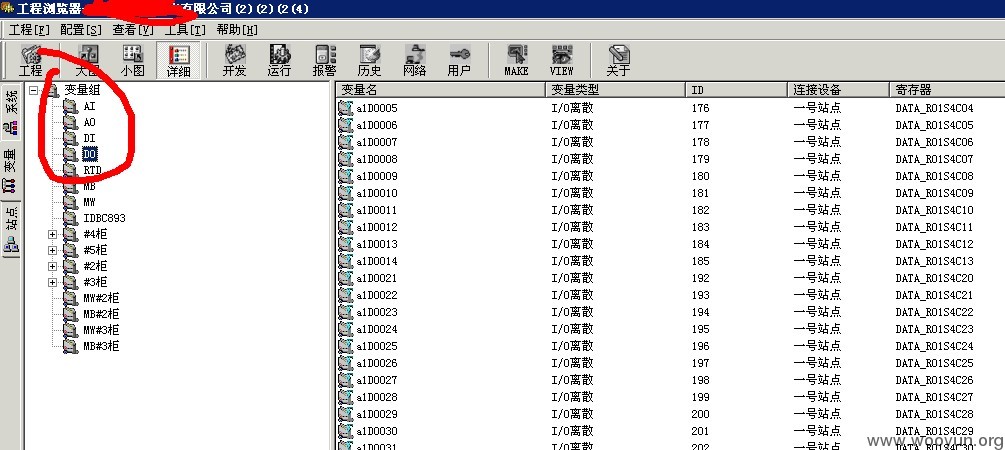 工程浏览器
有限公司(2)(2)(2(4)
工程[F] 配置[S] 查看[V] 工具[T] 帮助[H]
工程 大图 小图 详细 开发 运行 报警 历史 网络 用户 MAKE VIEW 关于
系统
变量
站点
变量组
AI
AO
DI
DO
RTD
MB
MW
IDBC893
#4柜
#5柜
#2柜
#3柜
MW#2柜
MB#2柜
MW#3柜
MB#3柜
变量名 变量类型 ID 连接设备 寄存器
a1D0005 I/O离散 176 一号站点 DATA_R01S4C04
a1D0006 I/O离散 177 一号站点 DATA_R01S4C05
a1D0007 I/O离散 178 一号站点 DATA_R01S4C06
a1D0008 I/O离散 179 一号站点 DATA_R01S4C07
a1D0009 I/O离散 180 一号站点 DATA_R01S4C08
a1D0010 I/O离散 181 一号站点 DATA_R01S4C09
a1D0011 I/O离散 182 一号站点 DATA_R01S4C10
a1D0012 I/O离散 183 一号站点 DATA_R01S4C11
a1D0013 I/O离散 184 一号站点 DATA_R01S4C12
a1D0014 I/O离散 185 一号站点 DATA_R01S4C13
a1D0021 I/O离散 192 一号站点 DATA_R01S4C20
a1D0022 I/O离散 193 一号站点 DATA_R01S4C21
a1D0023 I/O离散 194 一号站点 DATA_R01S4C22
a1D0024 I/O离散 195 一号站点 DATA_R01S4C23
a1D0025 I/O离散 196 一号站点 DATA_R01S4C24
a1D0026 I/O离散 197 一号站点 DATA_R01S4C25
a1D0027 I/O离散 198 一号站点 DATA_R01S4C26
a1D0028 I/O离散 199 一号站点 DATA_R01S4C27
a1D0029 I/O离散 200 一号站点 DATA_R01S4C28
a1D0030 I/O离散 201 一号站点 DATA_R01S4C29
a1D0031 I/O离散 202 一号站点 DATA_R01S4C30
www.wooyun.org